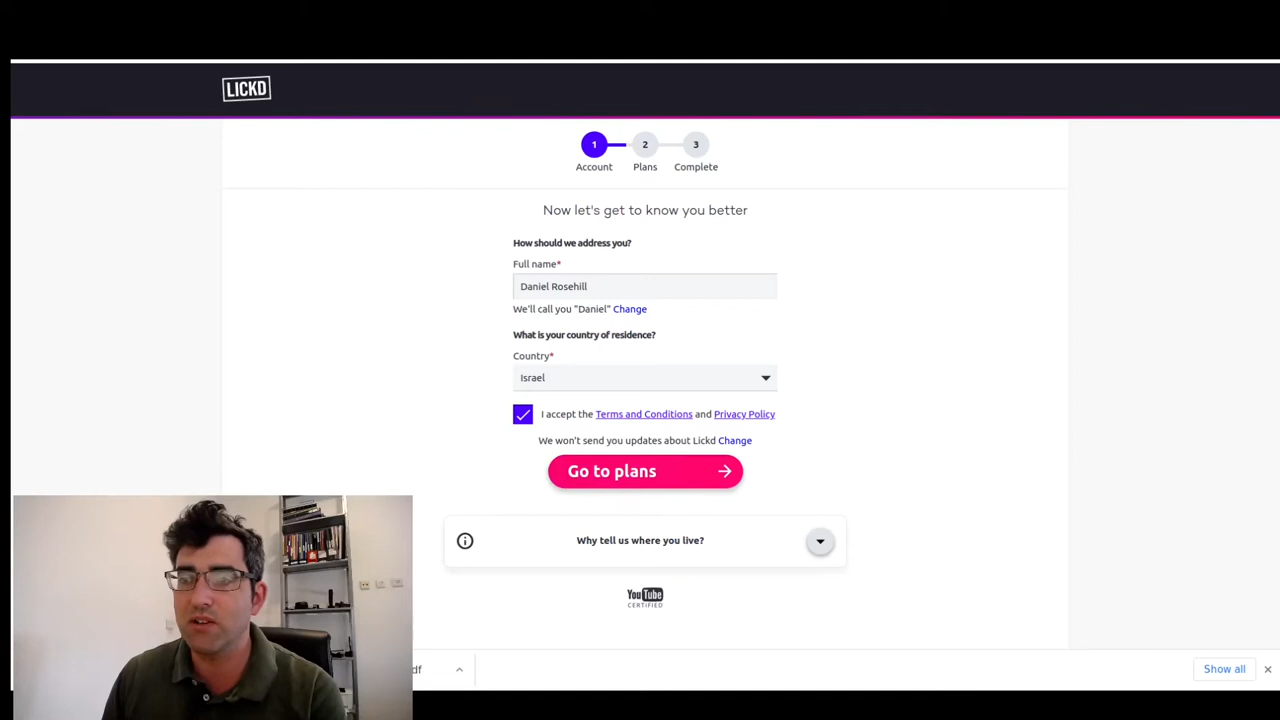 LICKD
1 2 3
Account Plans Complete
Now let's get to know you better
How should we address you?
Full name*
Daniel Rosehill
We'll call you "Daniel" Change
What is your country of residence?
Country*
Israel
I accept the Terms and Conditions and Privacy Policy
We won't send you updates about Lickd Change
Go to plans
Why tell us where you live?
YouTube
CERTIFIED
df
Show all